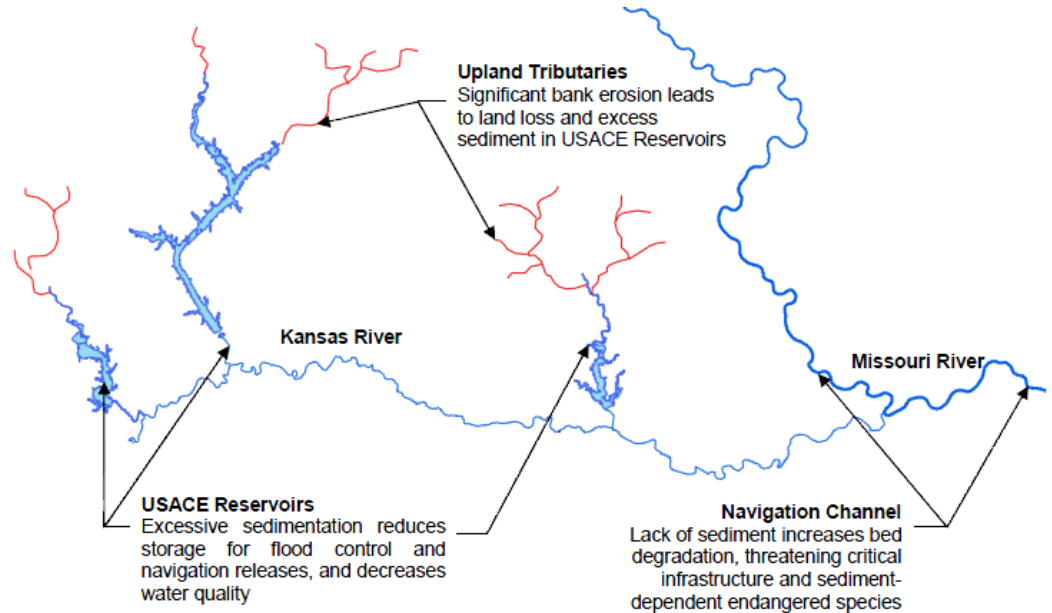 Upland Tributaries
Significant bank erosion leads
to land loss and excess
sediment in USACE Reservoirs
Kansas River
Missouri River
USACE Reservoirs
Excessive sedimentation reduces
storage for flood control and
navigation releases, and decreases
water quality
Navigation Channel
Lack of sediment increases bed
degradation, threatening critical
infrastructure and sediment-
dependent endangered species